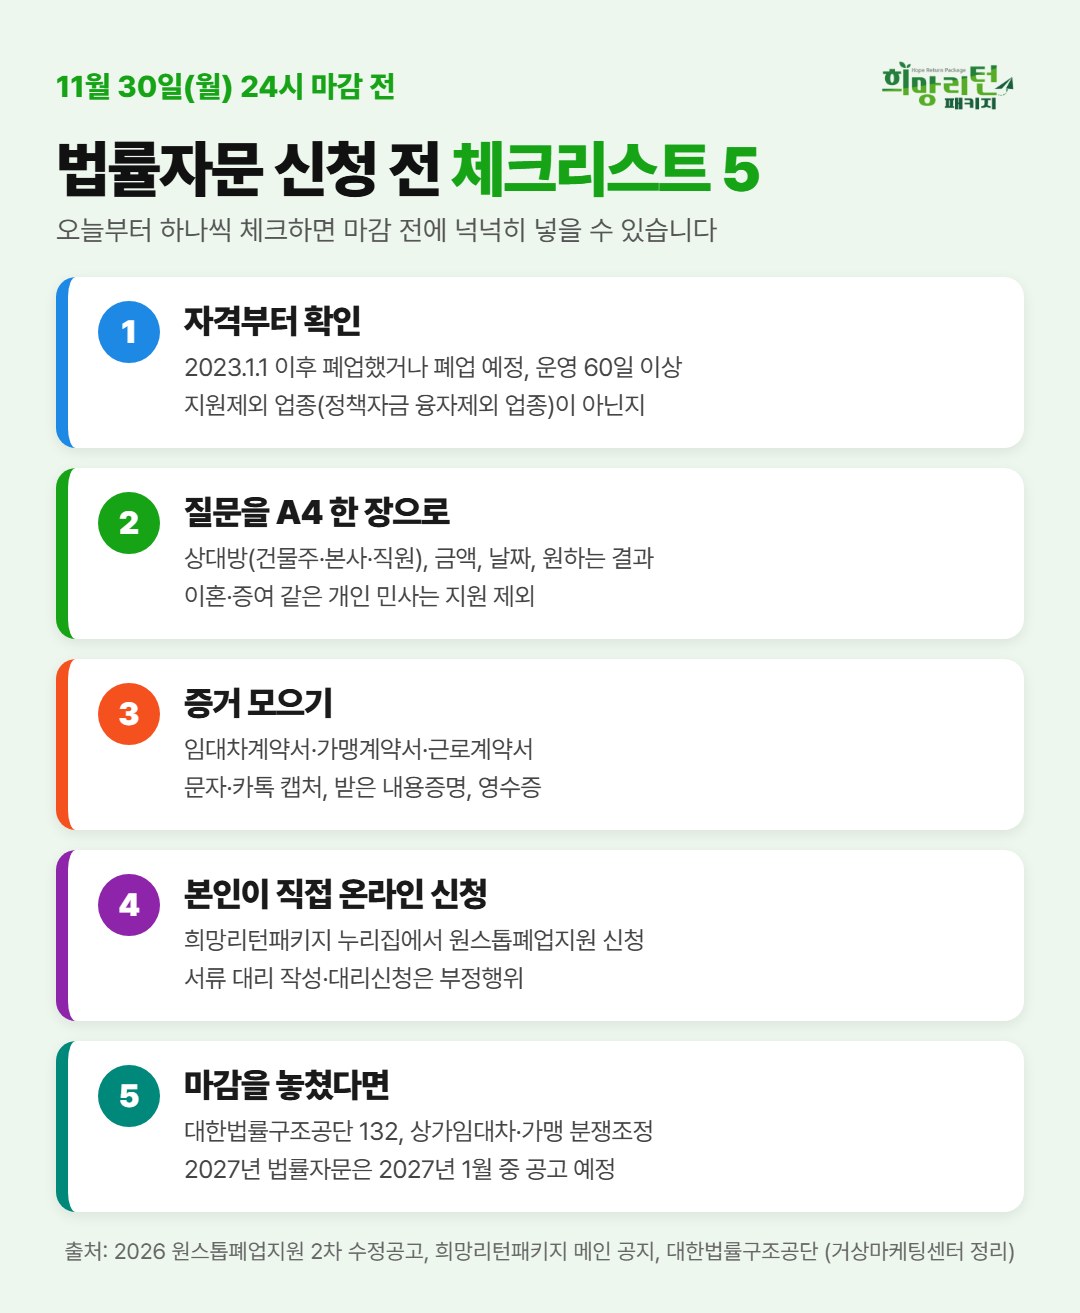 11월 30일(월) 24시 마감 전
Hope Return Package
희망리턴
패키지
법률자문 신청 전 체크리스트 5
오늘부터 하나씩 체크하면 마감 전에 넉넉히 넣을 수 있습니다
1
자격부터 확인
2023.1.1 이후 폐업했거나 폐업 예정, 운영 60일 이상
지원제외 업종(정책자금 융자제외 업종)이 아닌지
2
질문을 A4 한 장으로
상대방(건물주·본사·직원), 금액, 날짜, 원하는 결과
이혼·증여 같은 개인 민사는 지원 제외
3
증거 모으기
임대차계약서·가맹계약서·근로계약서
문자·카톡 캡처, 받은 내용증명, 영수증
4
본인이 직접 온라인 신청
희망리턴패키지 누리집에서 원스톱폐업지원 신청
서류 대리 작성·대리신청은 부정행위
5
마감을 놓쳤다면
대한법률구조공단 132, 상가임대차·가맹 분쟁조정
2027년 법률자문은 2027년 1월 중 공고 예정
출처: 2026 원스톱폐업지원 2차 수정공고, 희망리턴패키지 메인 공지, 대한법률구조공단 (거상마케팅센터 정리)